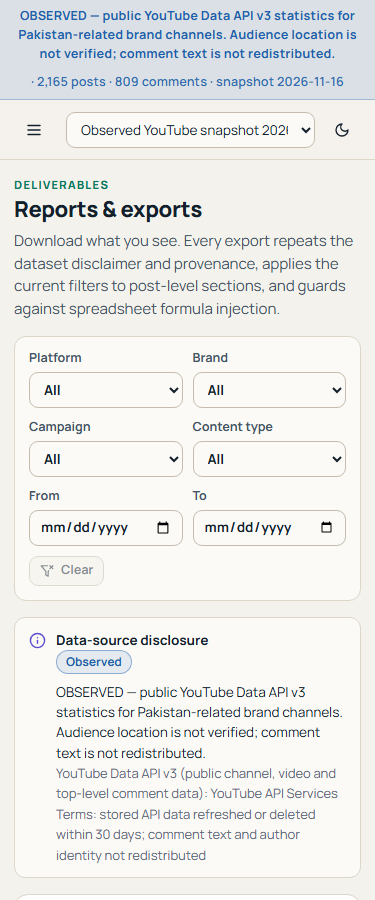 OBSERVED — public YouTube Data API v3 statistics for
Pakistan-related brand channels. Audience location is
not verified; comment text is not redistributed.
· 2,165 posts · 809 comments · snapshot 2026-11-16
Observed YouTube snapshot 2026
DELIVERABLES
Reports & exports
Download what you see. Every export repeats the
dataset disclaimer and provenance, applies the
current filters to post-level sections, and guards
against spreadsheet formula injection.
Platform Brand
All All
Campaign Content type
All All
From To
mm/dd/yyyy mm/dd/yyyy
Clear
Data-source disclosure
Observed
OBSERVED — public YouTube Data API v3
statistics for Pakistan-related brand channels.
Audience location is not verified; comment
text is not redistributed.
YouTube Data API v3 (public channel, video and
top-level comment data): YouTube API Services
Terms: stored API data refreshed or deleted
within 30 days; comment text and author
identity not redistributed